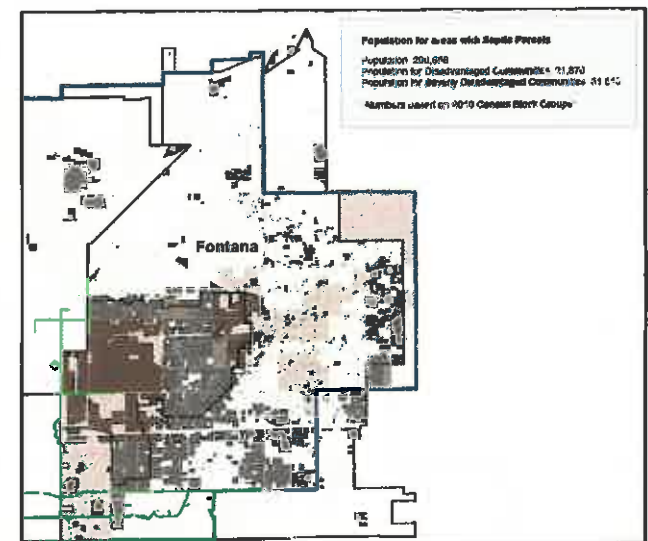 Population for areas with Septic Parcels
Population
Population for Disadvantaged Communities
Population for Severely Disadvantaged Communities
Numbers based on 2010 Census Block Groups
Fontana